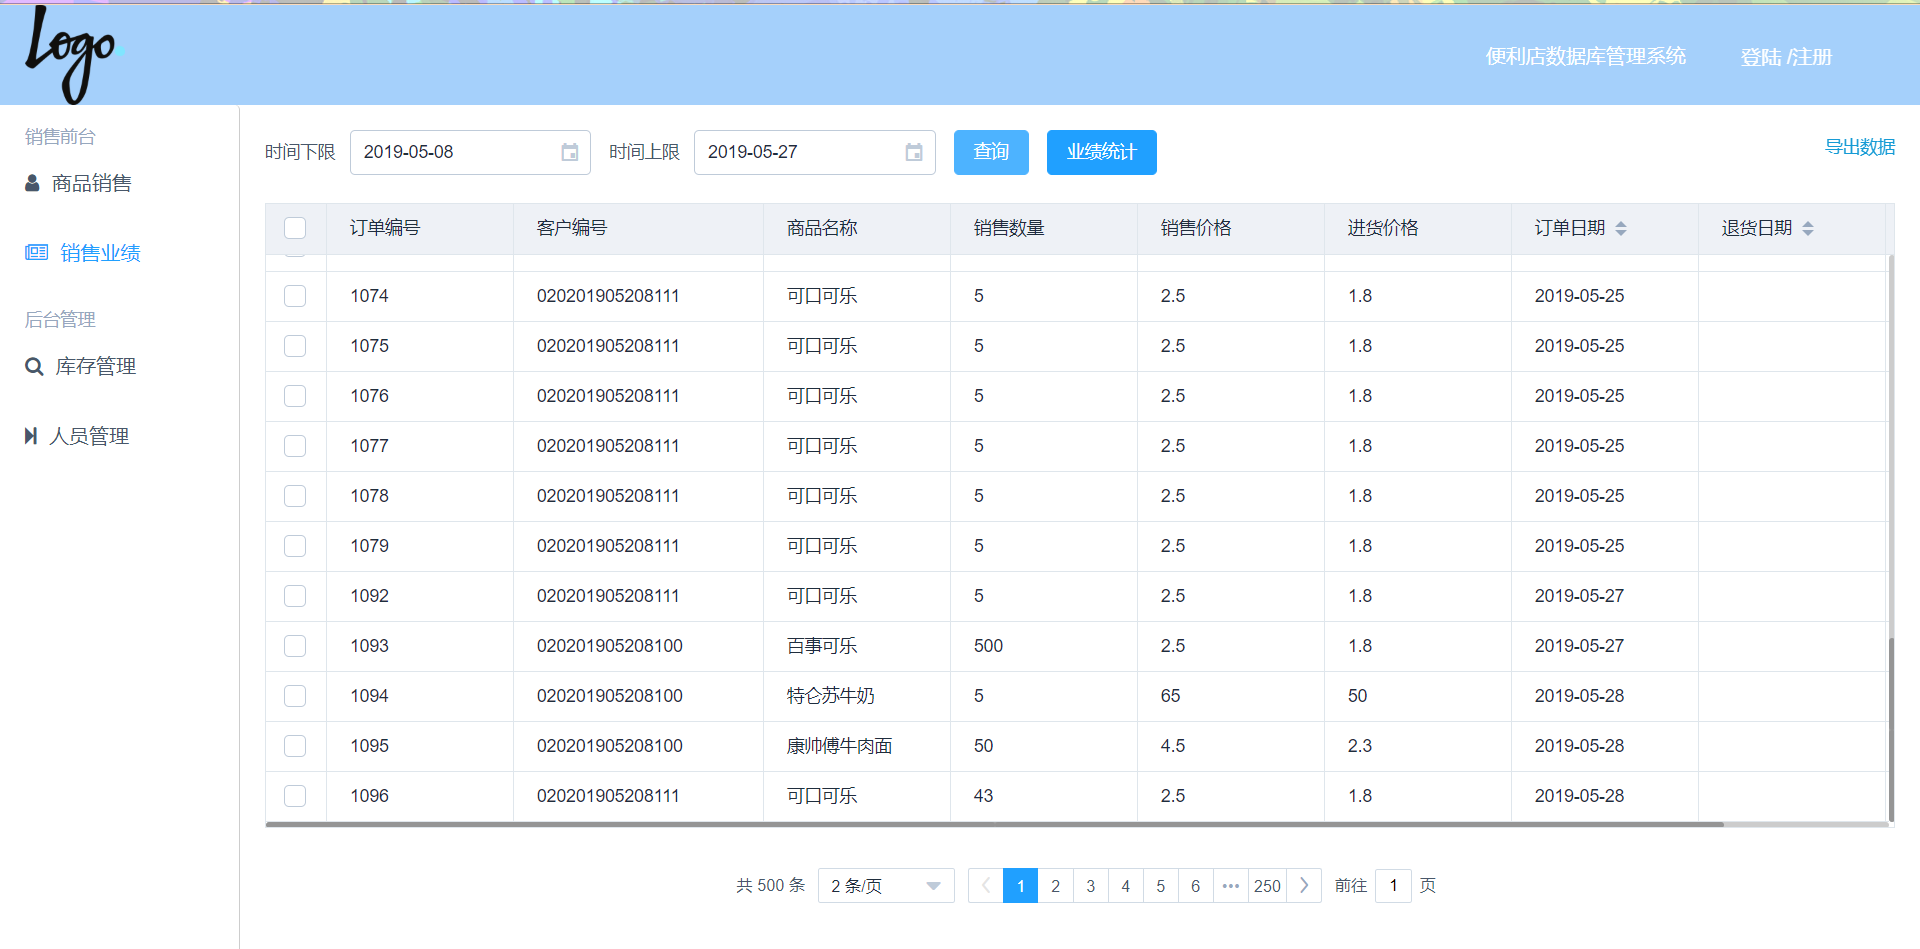 Logo
便利店数据库管理系统 登陆 /注册
销售前台
商品销售
销售业绩
后台管理
库存管理
人员管理
时间下限 2019-05-08 时间上限 2019-05-27 查询 业绩统计 导出数据
订单编号 客户编号 商品名称 销售数量 销售价格 进货价格 订单日期 退货日期
1074 020201905208111 可口可乐 5 2.5 1.8 2019-05-25
1075 020201905208111 可口可乐 5 2.5 1.8 2019-05-25
1076 020201905208111 可口可乐 5 2.5 1.8 2019-05-25
1077 020201905208111 可口可乐 5 2.5 1.8 2019-05-25
1078 020201905208111 可口可乐 5 2.5 1.8 2019-05-25
1079 020201905208111 可口可乐 5 2.5 1.8 2019-05-25
1092 020201905208111 可口可乐 5 2.5 1.8 2019-05-27
1093 020201905208100 百事可乐 500 2.5 1.8 2019-05-27
1094 020201905208100 特仑苏牛奶 5 65 50 2019-05-28
1095 020201905208100 康帅傅牛肉面 50 4.5 2.3 2019-05-28
1096 020201905208111 可口可乐 43 2.5 1.8 2019-05-28
共 500 条 2 条/页 1 2 3 4 5 6 ••• 250 前往 1 页